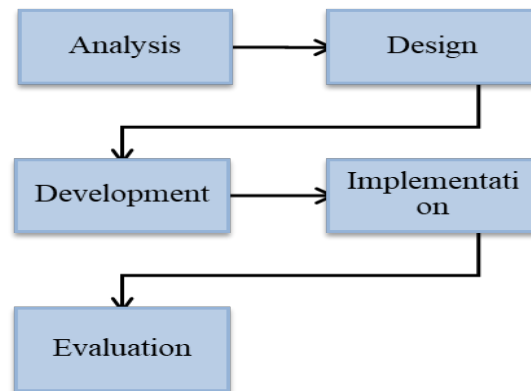 Analysis
Design
Development
Implementati
on
Evaluation